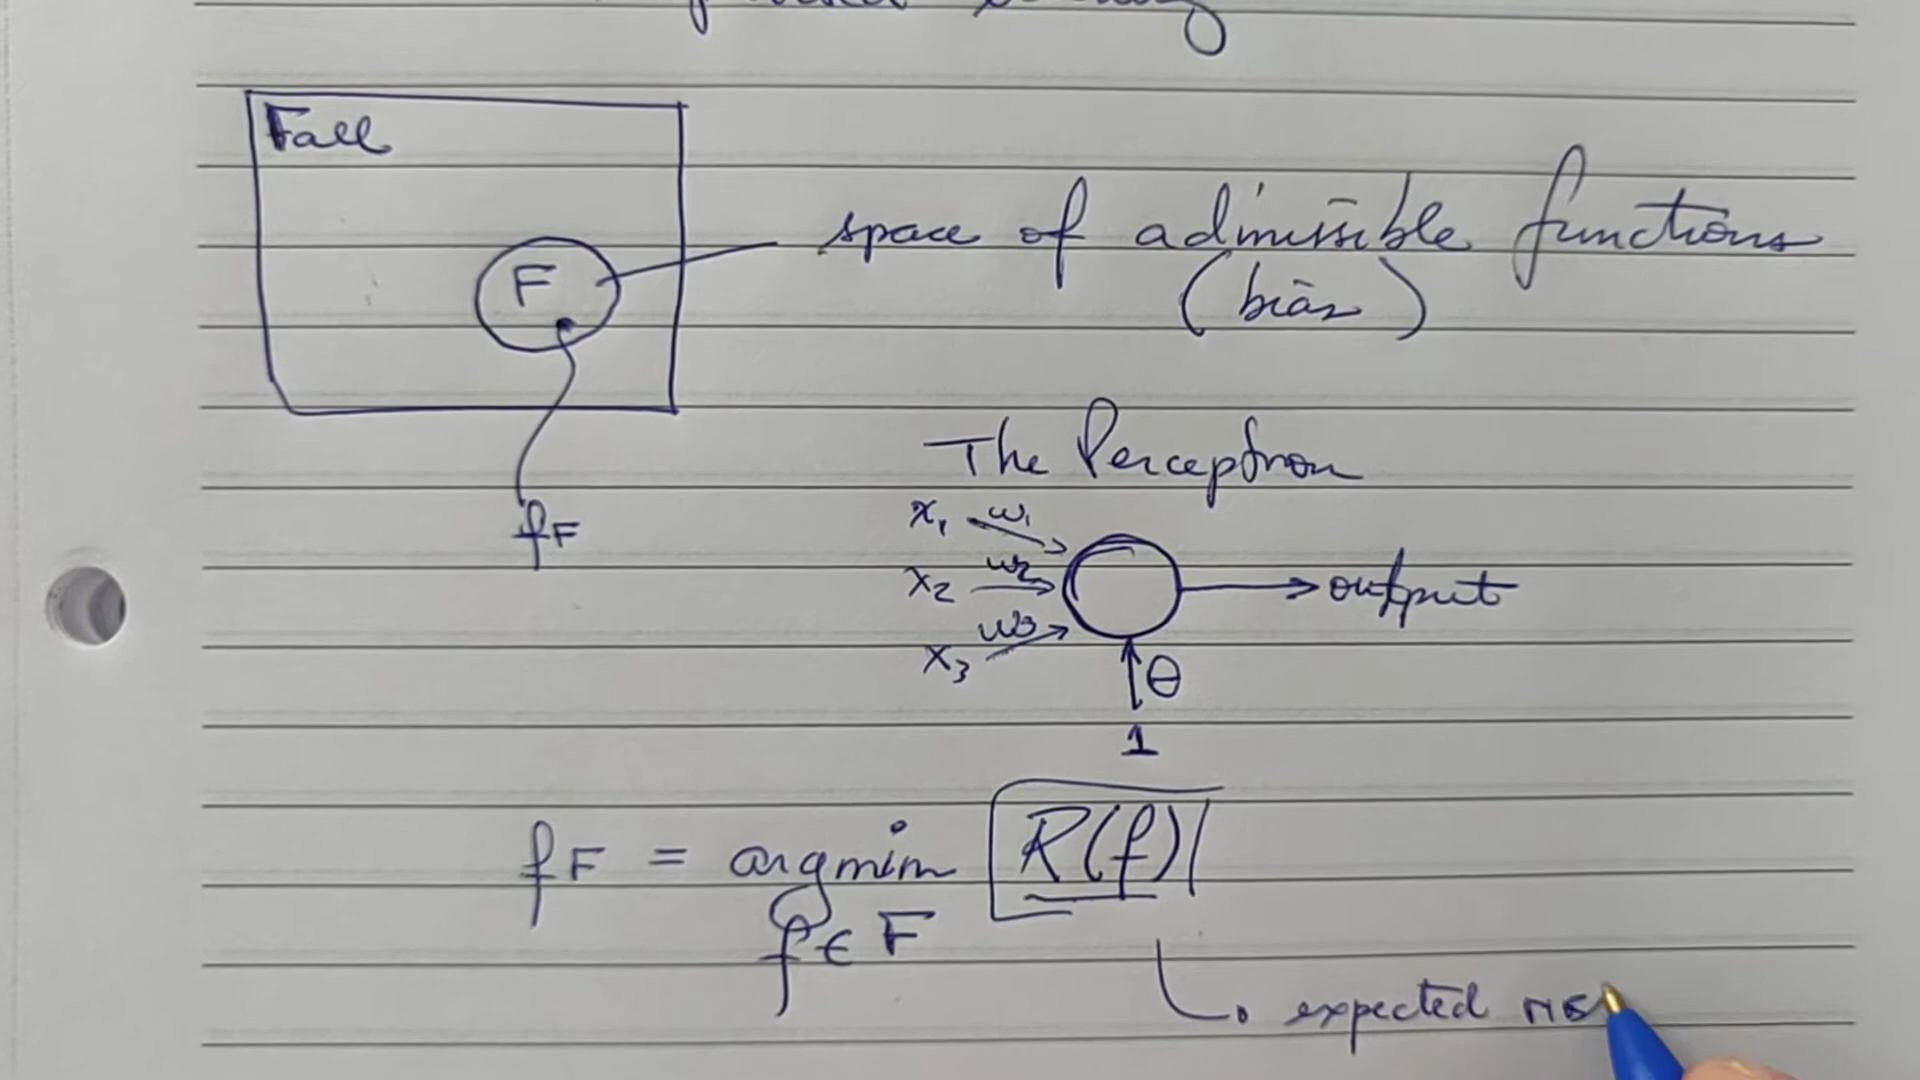 Fall
F
space of admissible functions
(bias)
fF
The Perceptron
x1 w1
x2 w2
x3 w3
output
θ
1
fF = argmin R(f)
f ∈ F
expected ris